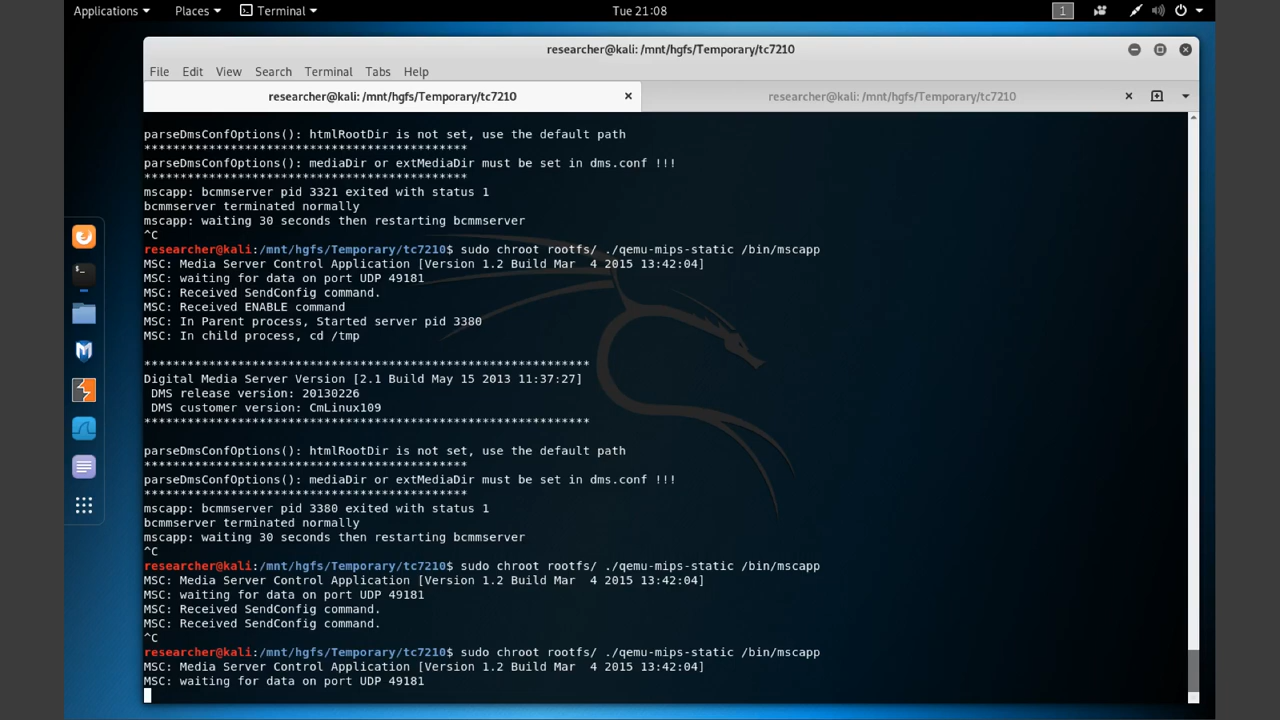 Applications Places Terminal Tue 21:08 1
researcher@kali: /mnt/hgfs/Temporary/tc7210
File Edit View Search Terminal Tabs Help
researcher@kali: /mnt/hgfs/Temporary/tc7210 researcher@kali: /mnt/hgfs/Temporary/tc7210
parseDmsConfOptions(): htmlRootDir is not set, use the default path
*********************************************
parseDmsConfOptions(): mediaDir or extMediaDir must be set in dms.conf !!!
*********************************************
mscapp: bcmmserver pid 3321 exited with status 1
bcmmserver terminated normally
mscapp: waiting 30 seconds then restarting bcmmserver
^C
researcher@kali:/mnt/hgfs/Temporary/tc7210$ sudo chroot rootfs/ ./qemu-mips-static /bin/mscapp
MSC: Media Server Control Application [Version 1.2 Build Mar  4 2015 13:42:04]
MSC: waiting for data on port UDP 49181
MSC: Received SendConfig command.
MSC: Received ENABLE command
MSC: In Parent process, Started server pid 3380
MSC: In child process, cd /tmp
**************************************************************
Digital Media Server Version [2.1 Build May 15 2013 11:37:27]
DMS release version: 20130226
DMS customer version: CmLinux109
**************************************************************
parseDmsConfOptions(): htmlRootDir is not set, use the default path
*********************************************
parseDmsConfOptions(): mediaDir or extMediaDir must be set in dms.conf !!!
*********************************************
mscapp: bcmmserver pid 3380 exited with status 1
bcmmserver terminated normally
mscapp: waiting 30 seconds then restarting bcmmserver
^C
researcher@kali:/mnt/hgfs/Temporary/tc7210$ sudo chroot rootfs/ ./qemu-mips-static /bin/mscapp
MSC: Media Server Control Application [Version 1.2 Build Mar  4 2015 13:42:04]
MSC: waiting for data on port UDP 49181
MSC: Received SendConfig command.
MSC: Received SendConfig command.
^C
researcher@kali:/mnt/hgfs/Temporary/tc7210$ sudo chroot rootfs/ ./qemu-mips-static /bin/mscapp
MSC: Media Server Control Application [Version 1.2 Build Mar  4 2015 13:42:04]
MSC: waiting for data on port UDP 49181